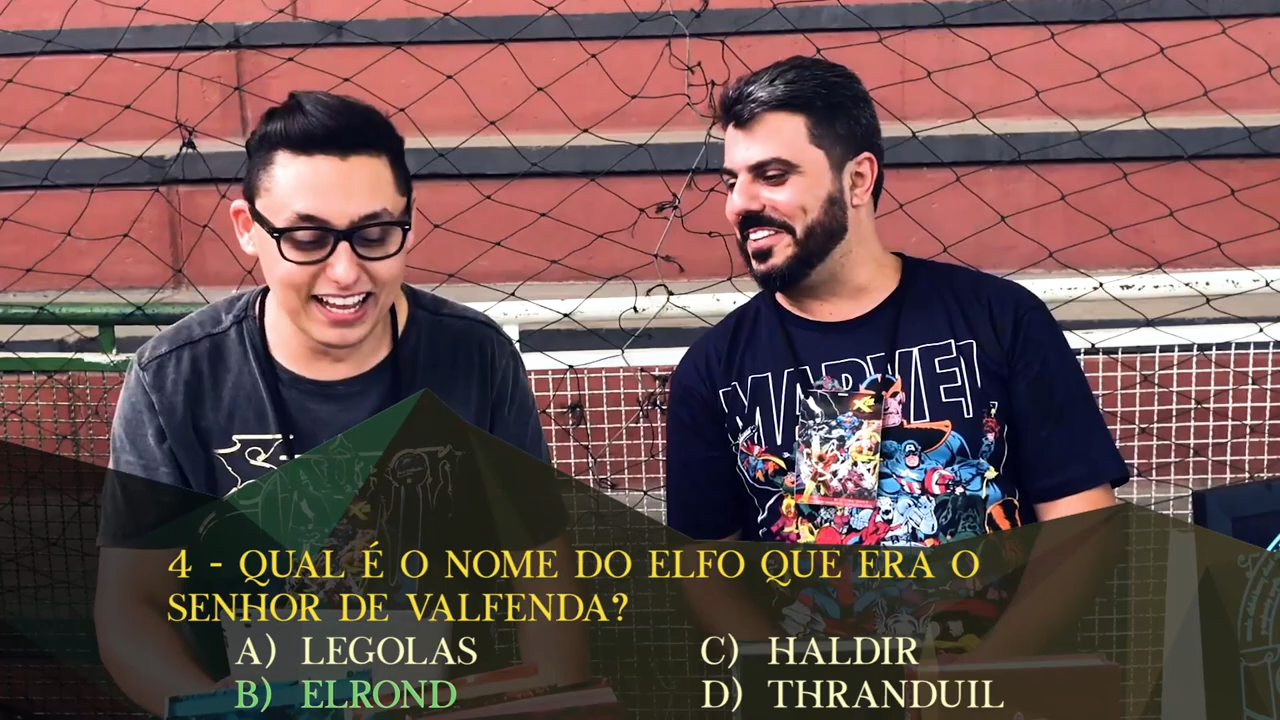 MARVEL
4 - QUAL É O NOME DO ELFO QUE ERA O
SENHOR DE VALFENDA?
A) LEGOLAS
C) HALDIR
B) ELROND
D) THRANDUIL